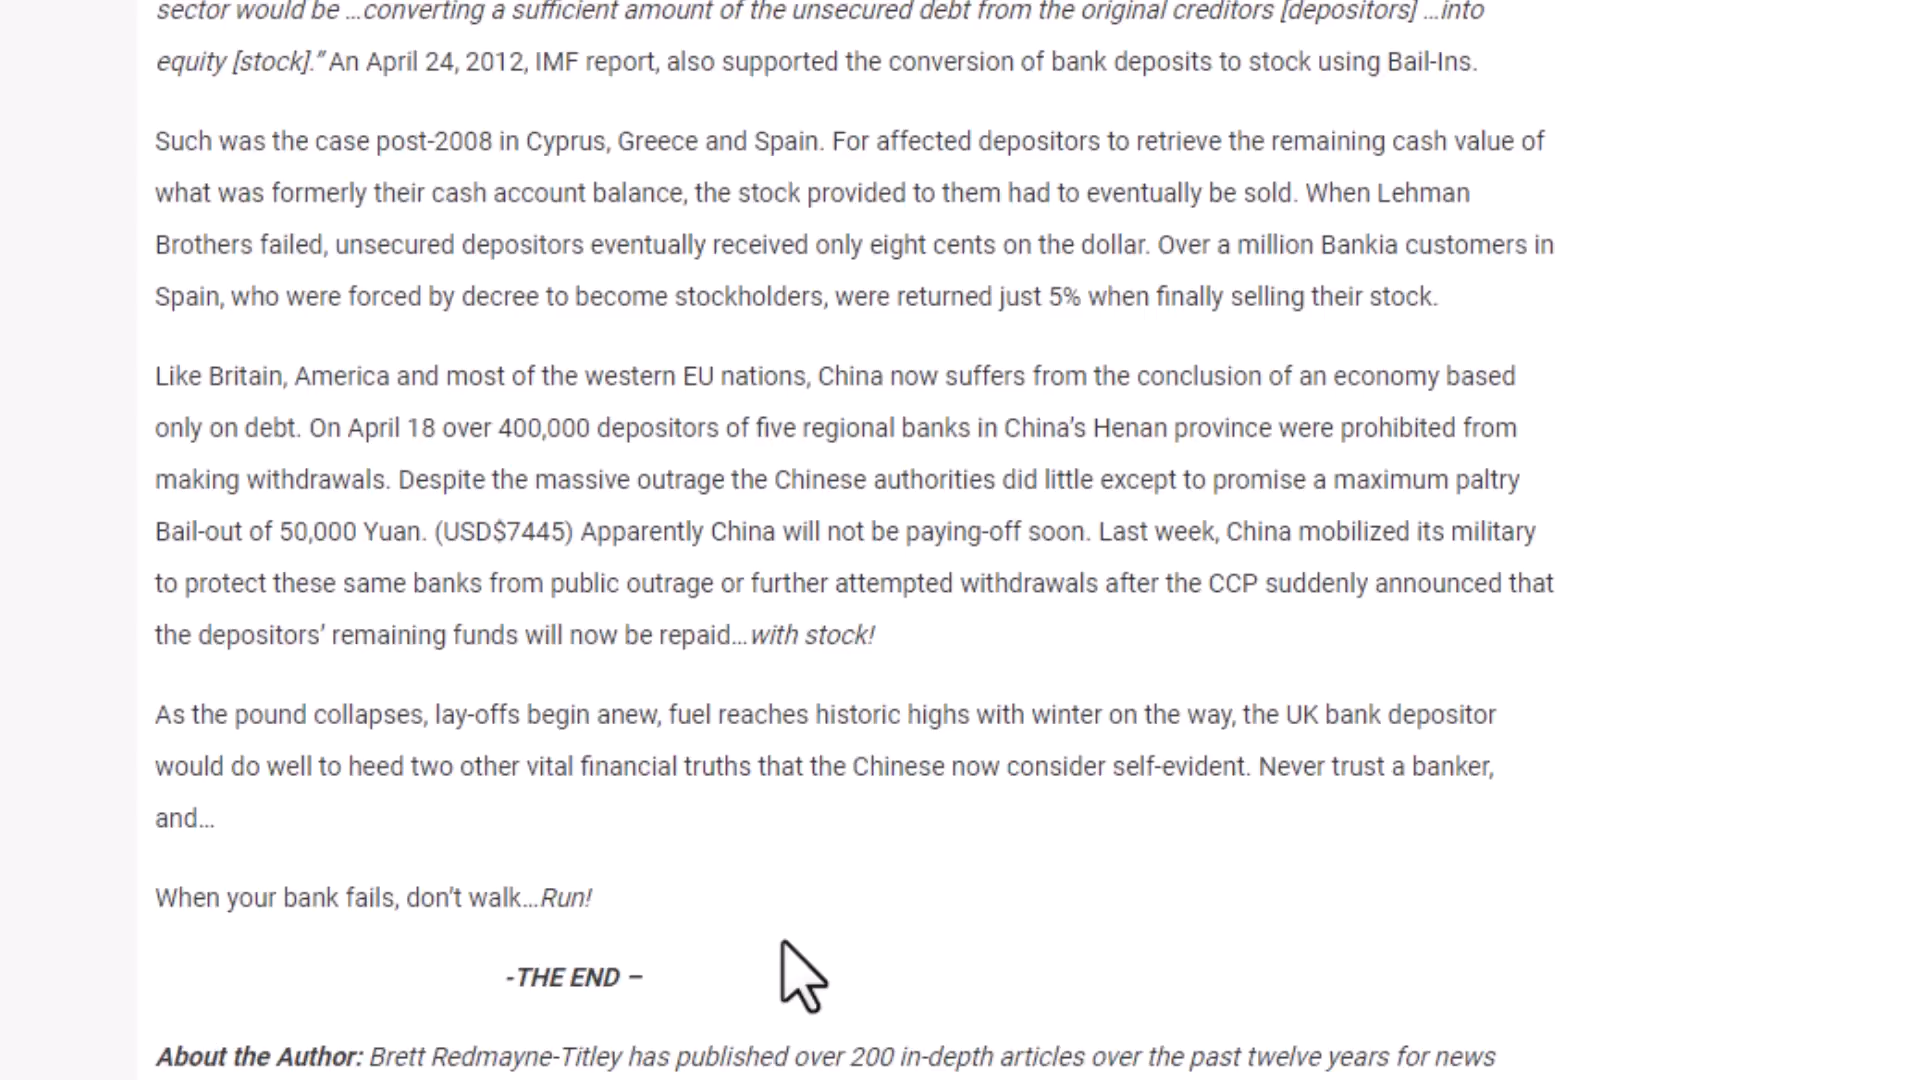 sector would be …converting a sufficient amount of the unsecured debt from the original creditors [depositors] …into
equity [stock].” An April 24, 2012, IMF report, also supported the conversion of bank deposits to stock using Bail-Ins.
Such was the case post-2008 in Cyprus, Greece and Spain. For affected depositors to retrieve the remaining cash value of
what was formerly their cash account balance, the stock provided to them had to eventually be sold. When Lehman
Brothers failed, unsecured depositors eventually received only eight cents on the dollar. Over a million Bankia customers in
Spain, who were forced by decree to become stockholders, were returned just 5% when finally selling their stock.
Like Britain, America and most of the western EU nations, China now suffers from the conclusion of an economy based
only on debt. On April 18 over 400,000 depositors of five regional banks in China’s Henan province were prohibited from
making withdrawals. Despite the massive outrage the Chinese authorities did little except to promise a maximum paltry
Bail-out of 50,000 Yuan. (USD$7445) Apparently China will not be paying-off soon. Last week, China mobilized its military
to protect these same banks from public outrage or further attempted withdrawals after the CCP suddenly announced that
the depositors’ remaining funds will now be repaid…with stock!
As the pound collapses, lay-offs begin anew, fuel reaches historic highs with winter on the way, the UK bank depositor
would do well to heed two other vital financial truths that the Chinese now consider self-evident. Never trust a banker,
and…
When your bank fails, don’t walk…Run!
-THE END –
About the Author: Brett Redmayne-Titley has published over 200 in-depth articles over the past twelve years for news